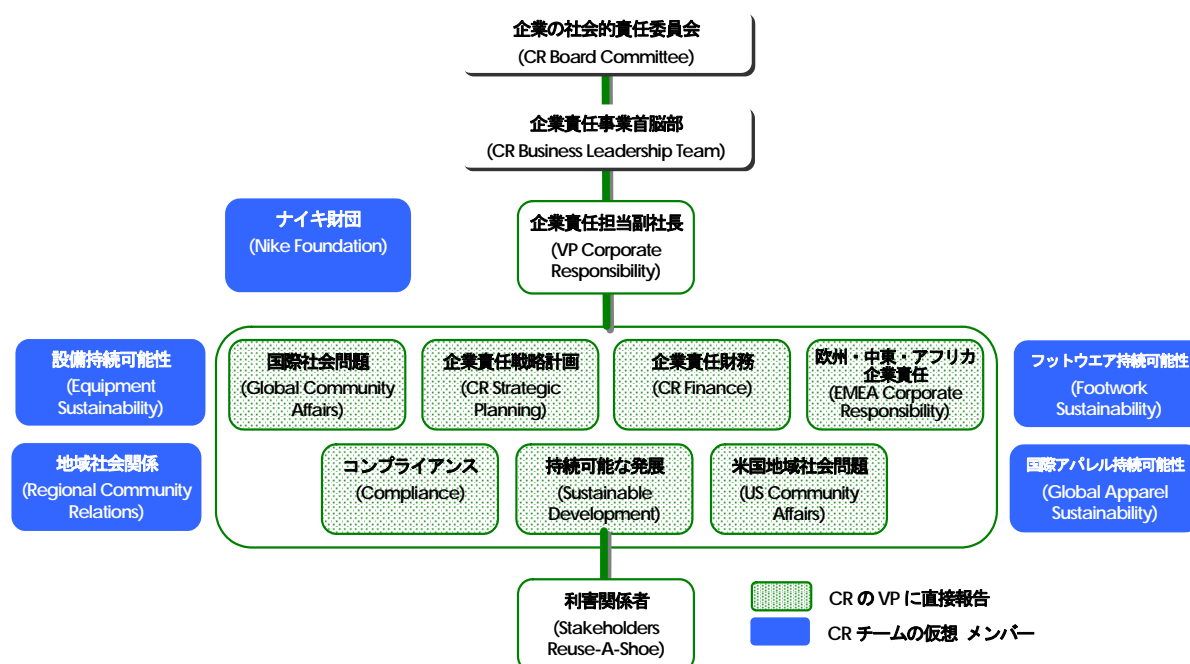 企業の社会的責任委員会
(CR Board Committee)
企業責任事業首脳部
(CR Business Leadership Team)
ナイキ財団
(Nike Foundation)
企業責任担当副社長
(VP Corporate
Responsibility)
設備持続可能性
(Equipment
Sustainability)
国際社会問題
(Global Community
Affairs)
企業責任戦略計画
(CR Strategic
Planning)
企業責任財務
(CR Finance)
欧州・中東・アフリカ
企業責任
(EMEA Corporate
Responsibility)
フットウエア持続可能性
(Footwork
Sustainability)
地域社会関係
(Regional Community
Relations)
コンプライアンス
(Compliance)
持続可能な発展
(Sustainable
Development)
米国地域社会問題
(US Community
Affairs)
国際アパレル持続可能性
(Global Apparel
Sustainability)
利害関係者
(Stakeholders
Reuse-A-Shoe)
CR の VP に直接報告
CR チームの仮想 メンバー